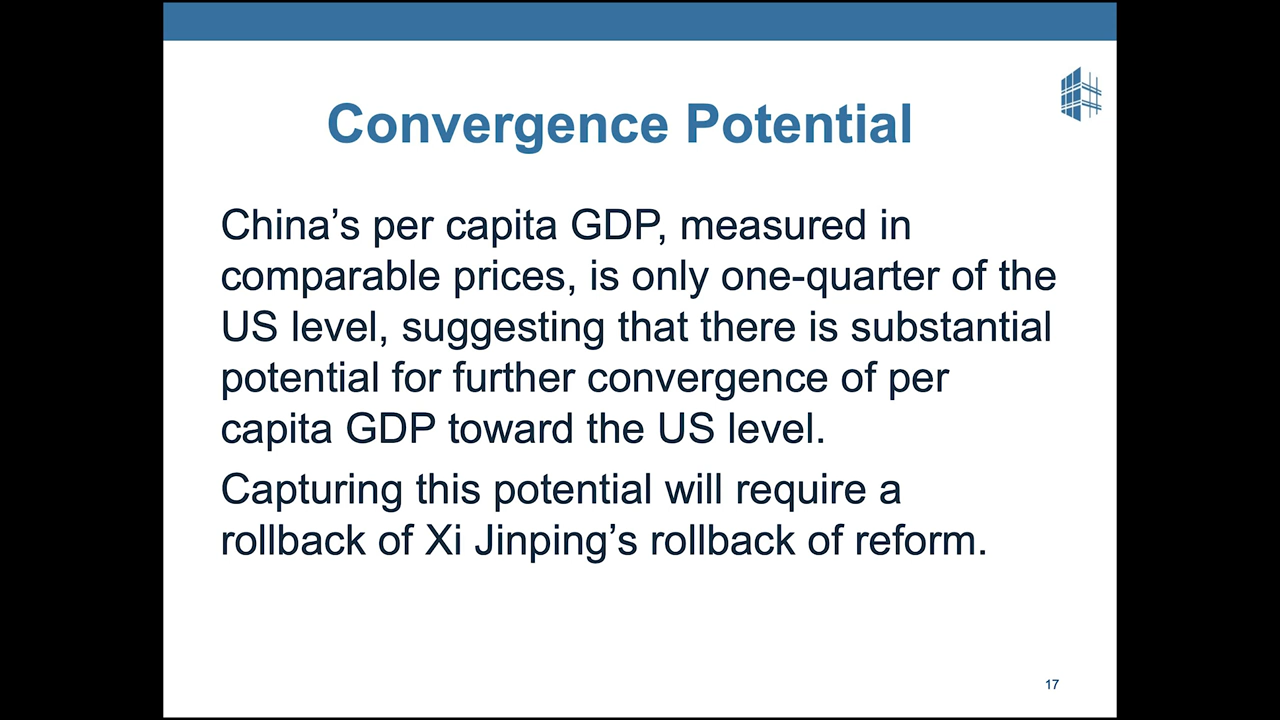 Convergence Potential
China’s per capita GDP, measured in
comparable prices, is only one-quarter of the
US level, suggesting that there is substantial
potential for further convergence of per
capita GDP toward the US level.
Capturing this potential will require a
rollback of Xi Jinping’s rollback of reform.
17